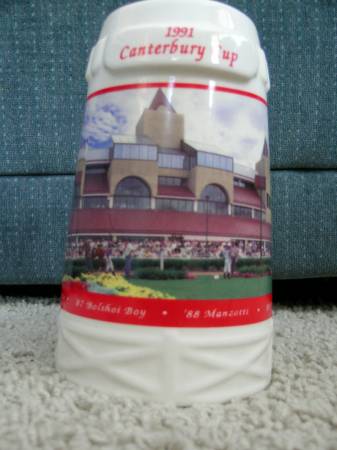 1991
Canterbury Cup
'87 Bolshoi Boy • '88 Manzotti •